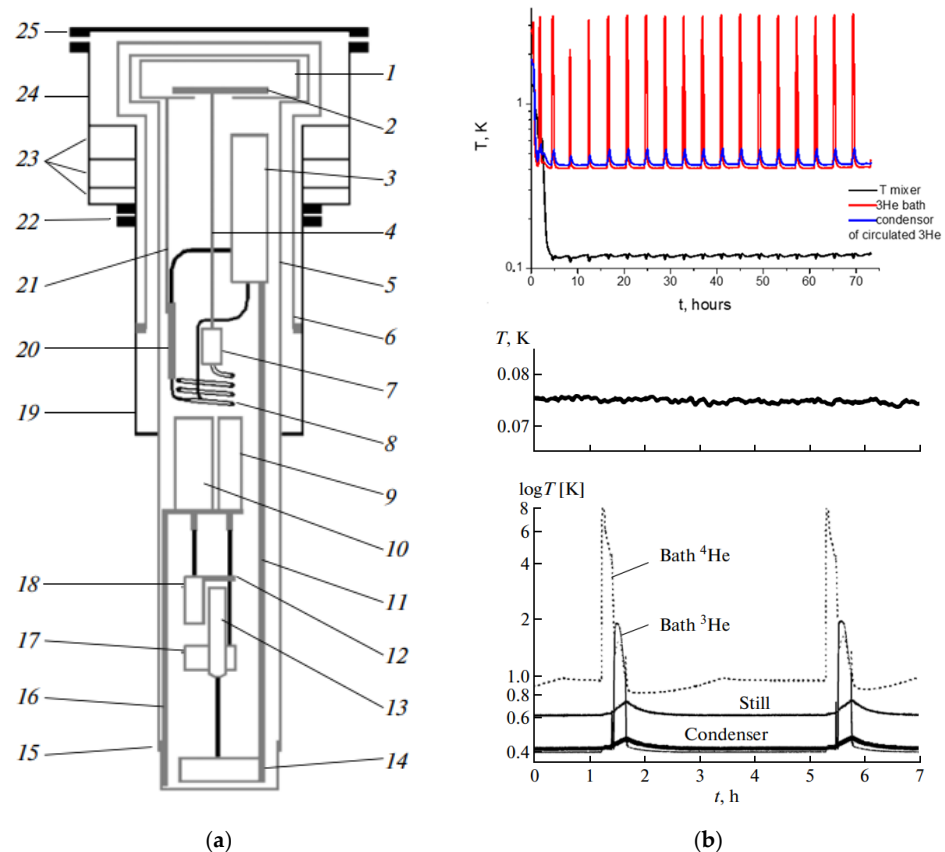 25
24
23
22
21
20
19
18
17
16
15
1
2
3
4
5
6
7
8
9
10
11
12
13
14
(a)
T, K
1
0,1
0 10 20 30 40 50 60 70
t, hours
T mixer
3He bath
condensor
of circulated 3He
T, K
0.08
0.07
log T [K]
8
4
2
1.0
0.8
0.6
0.4
Bath ⁴He
Bath ³He
Still
Condenser
0 1 2 3 4 5 6 7
t, h
(b)